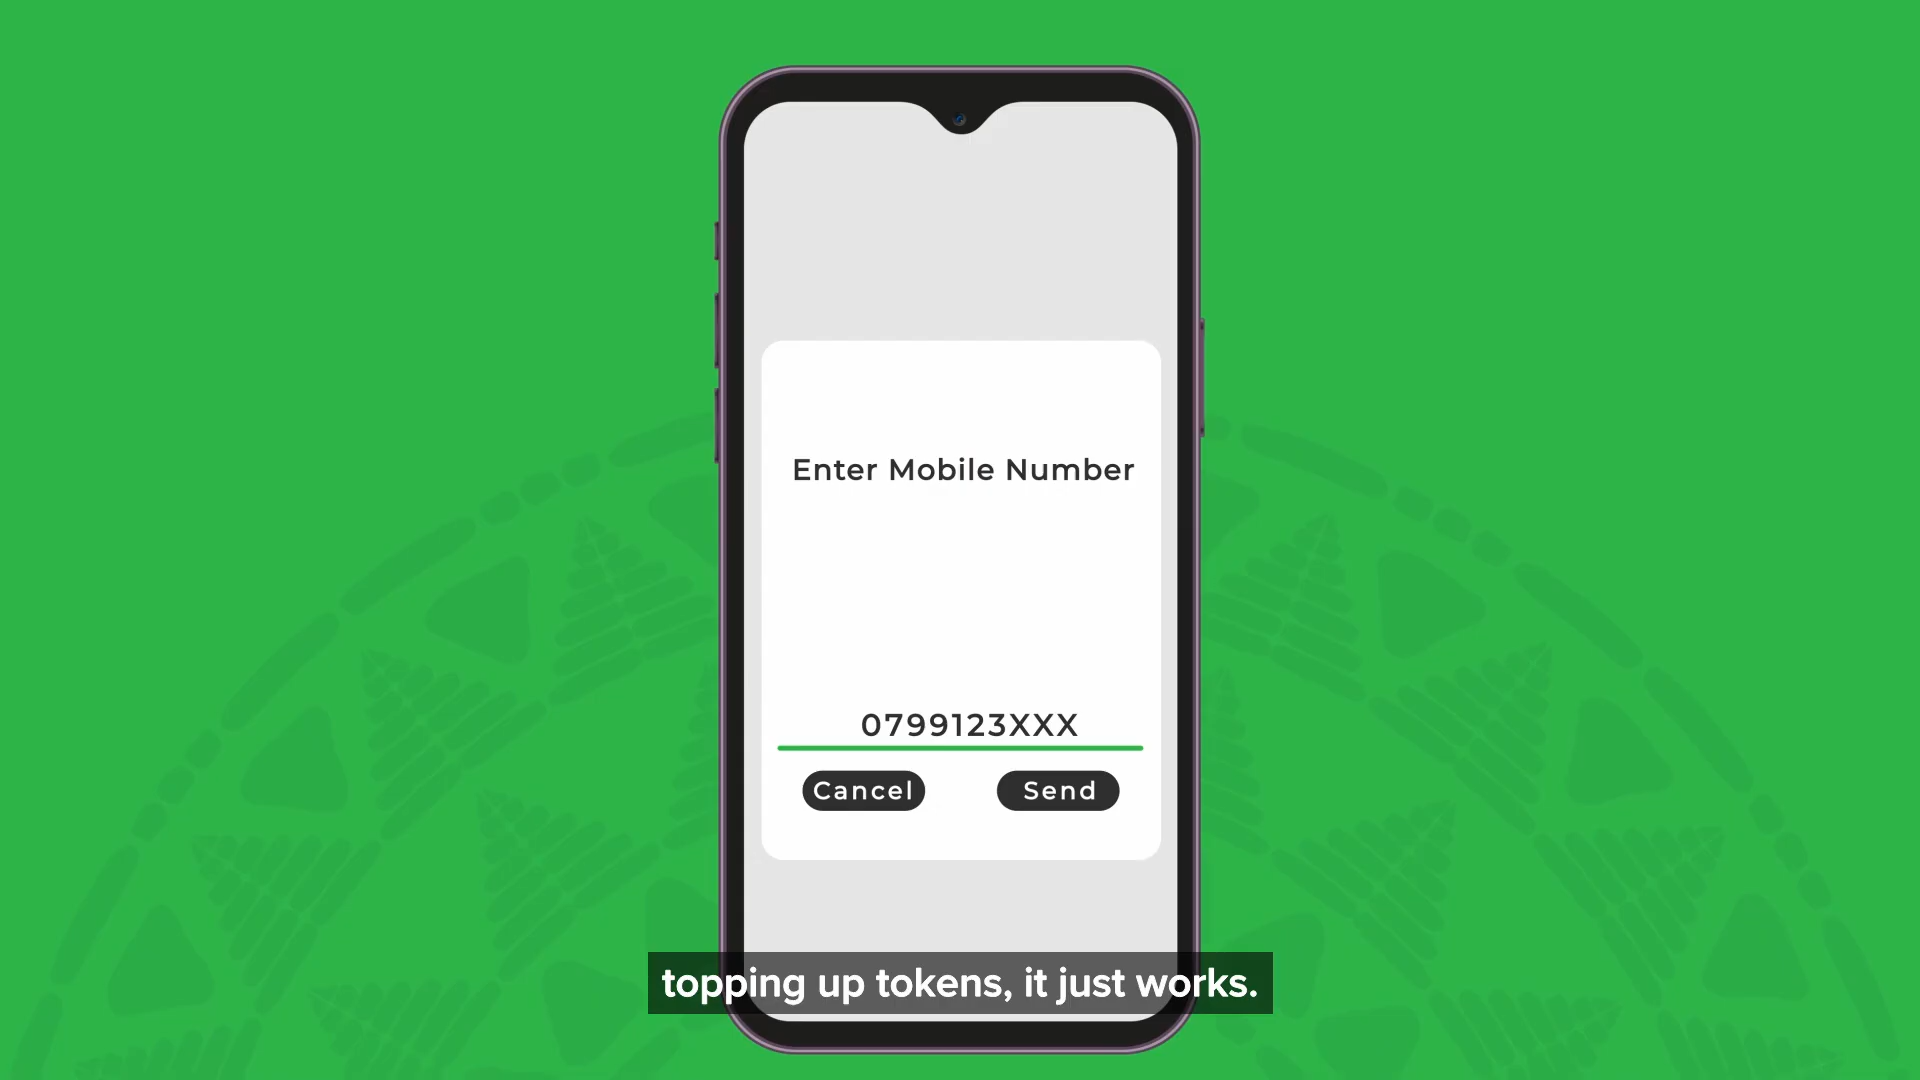 Enter Mobile Number
0799123XXX
Cancel
Send
topping up tokens, it just works.